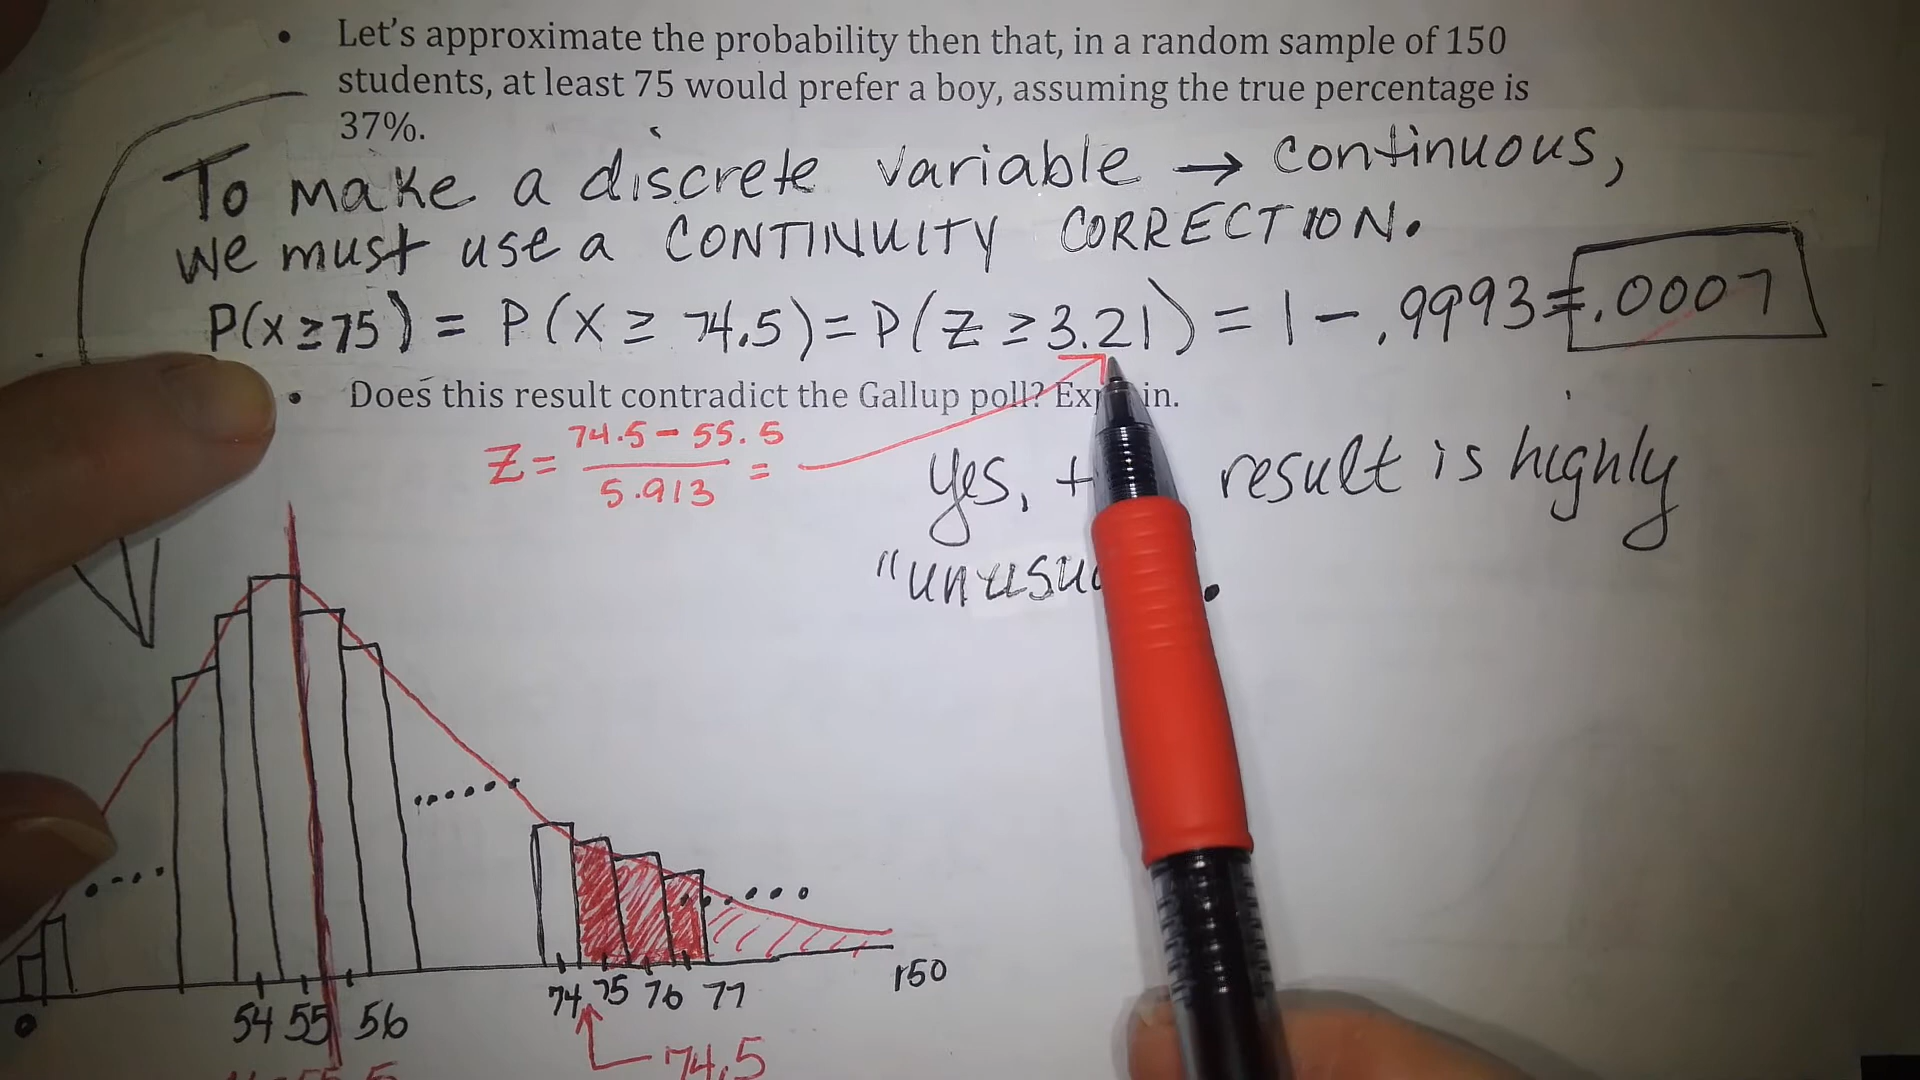 • Let's approximate the probability then that, in a random sample of 150
students, at least 75 would prefer a boy, assuming the true percentage is
37%.
To make a discrete variable → continuous,
we must use a CONTINUITY CORRECTION.
P(x ≥ 75) = P(x ≥ 74.5) = P(Z ≥ 3.21) = 1 - .9993 = .0007
• Does this result contradict the Gallup poll?
Z = 74.5 - 55.5 / 5.913 =
yes, result is highly
74 75 76 77 150
0 54 55 56
74.5